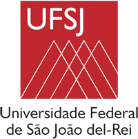 UFSJ
Universidade Federal
de São João del-Rei